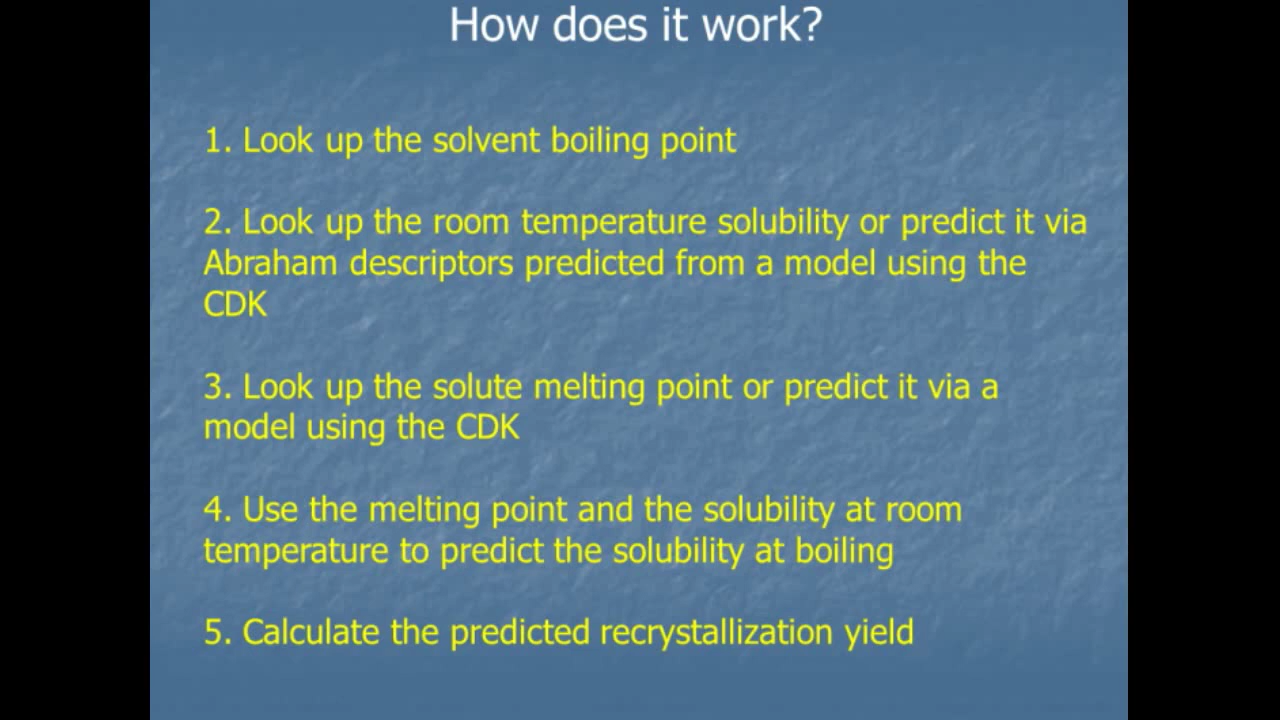 How does it work?
1. Look up the solvent boiling point
2. Look up the room temperature solubility or predict it via
Abraham descriptors predicted from a model using the
CDK
3. Look up the solute melting point or predict it via a
model using the CDK
4. Use the melting point and the solubility at room
temperature to predict the solubility at boiling
5. Calculate the predicted recrystallization yield